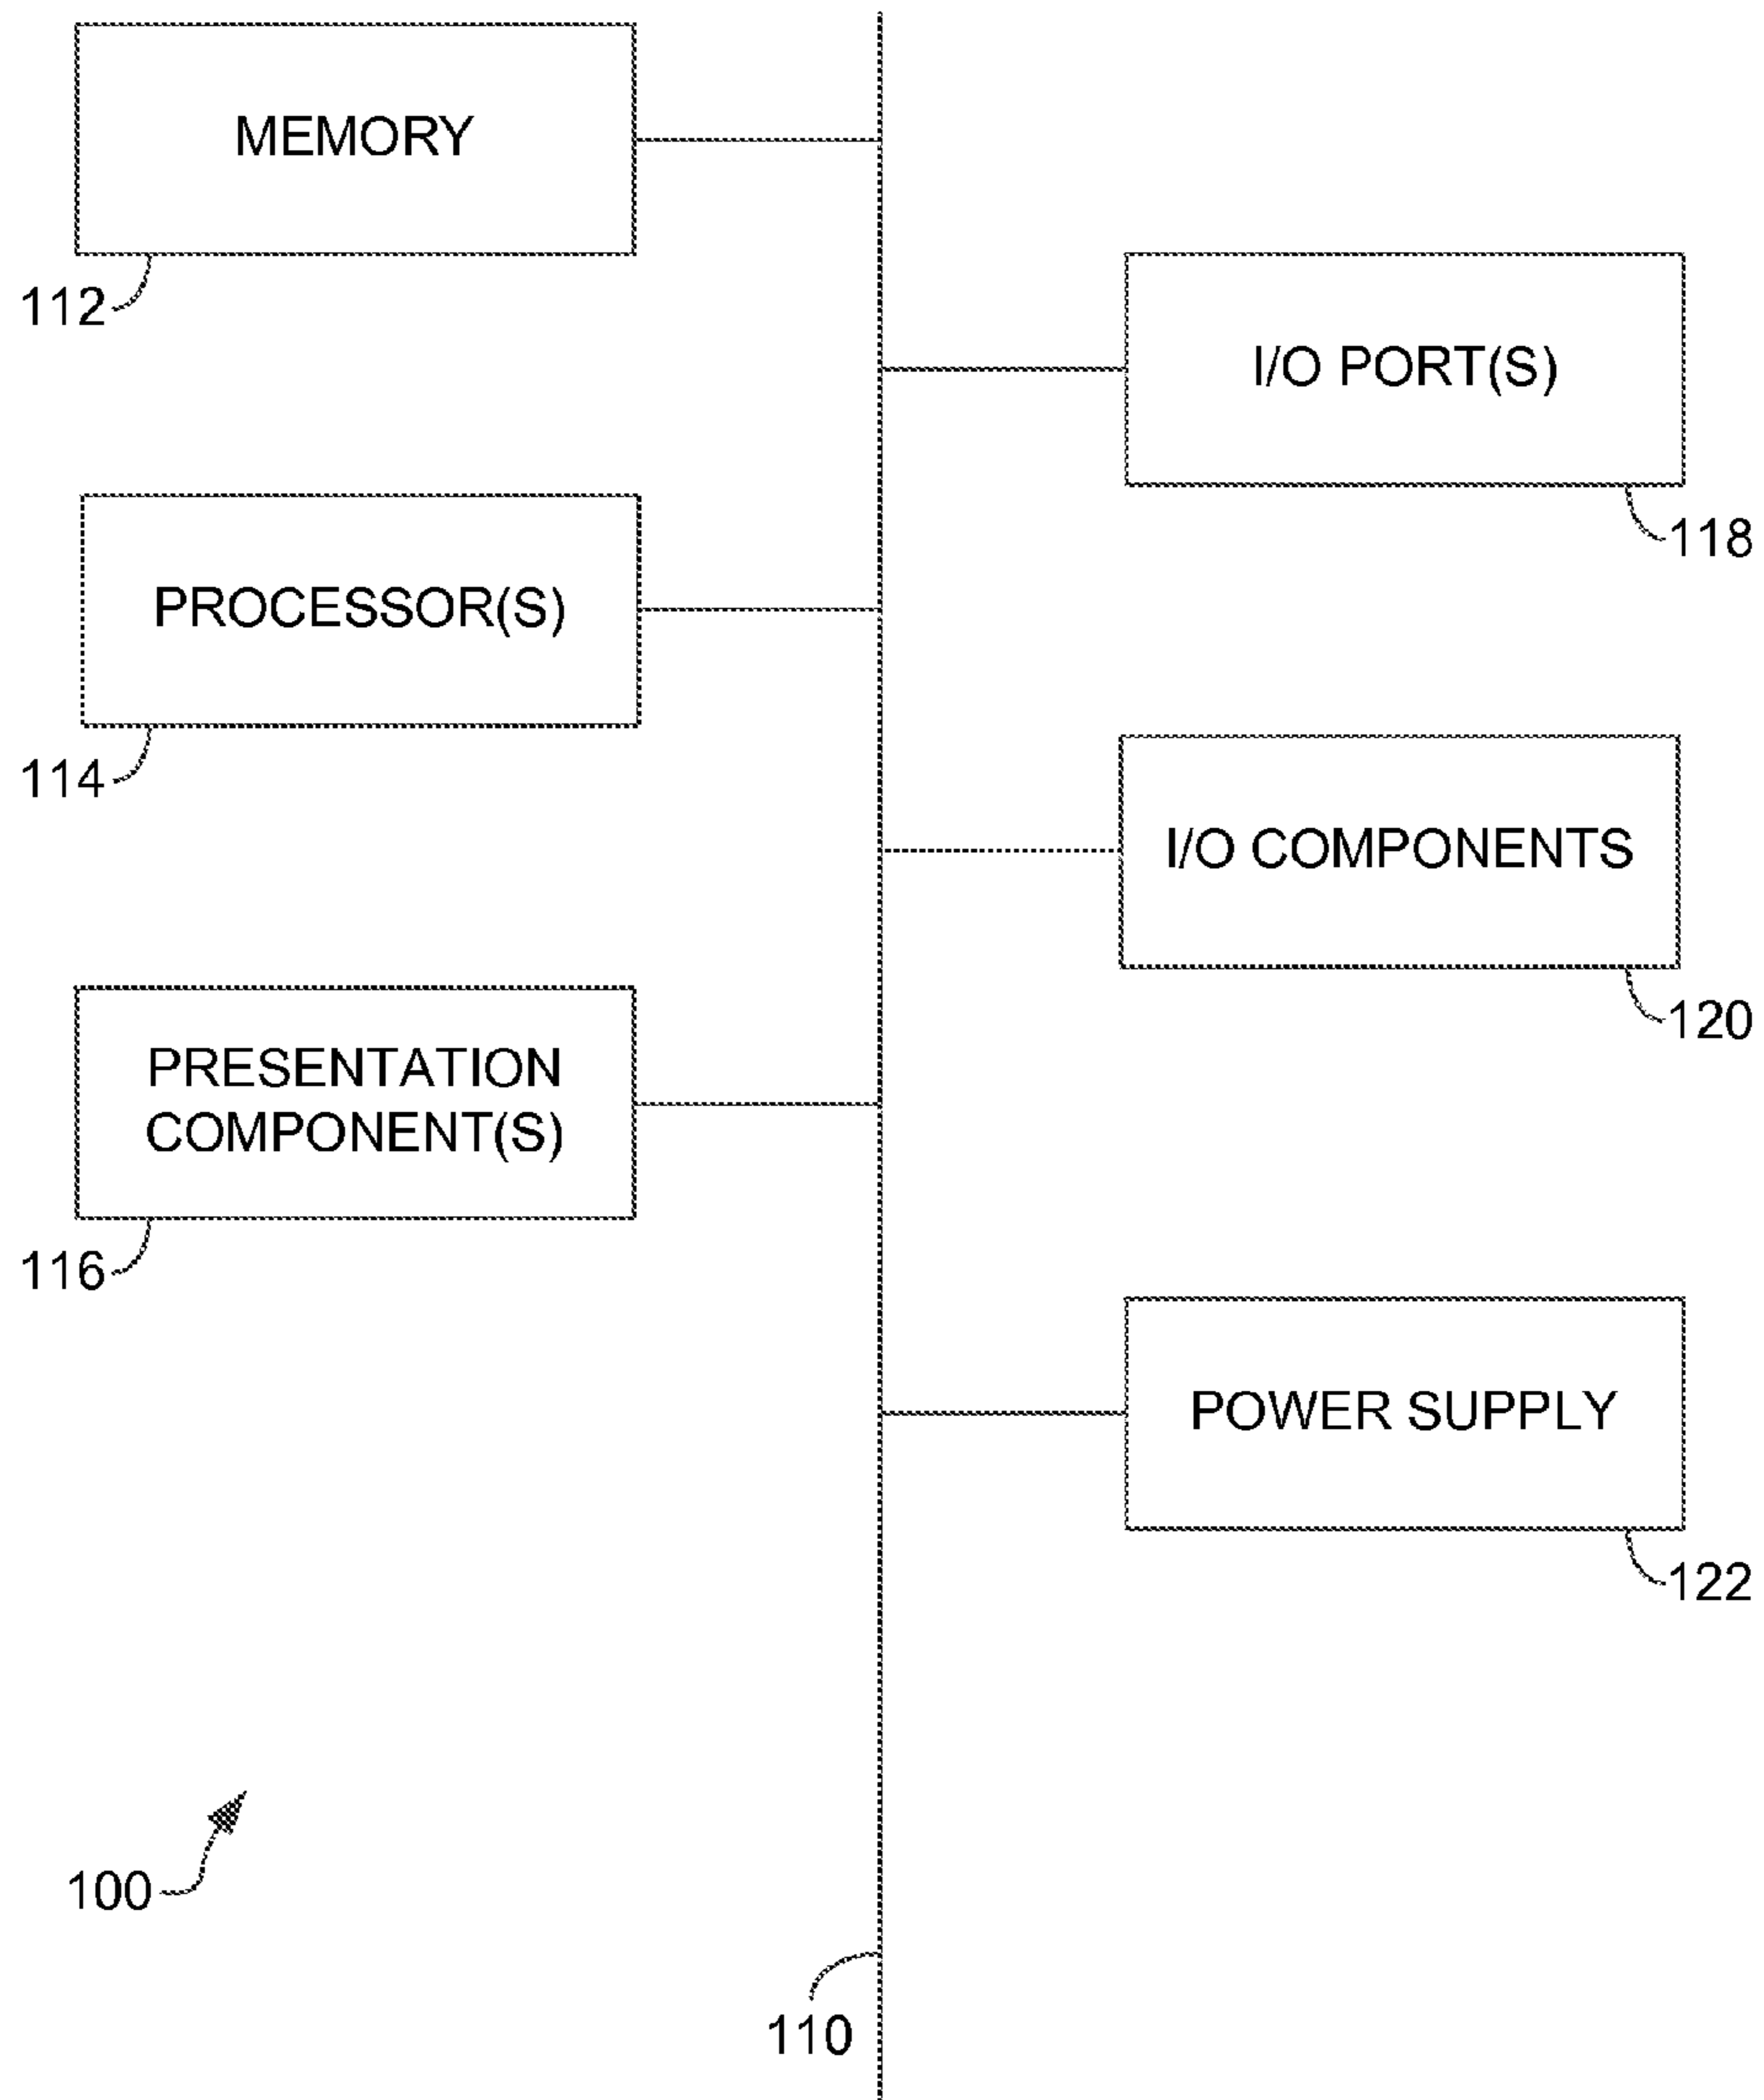 MEMORY
112
I/O PORT(S)
118
PROCESSOR(S)
114
I/O COMPONENTS
120
PRESENTATION
COMPONENT(S)
116
POWER SUPPLY
122
100
110